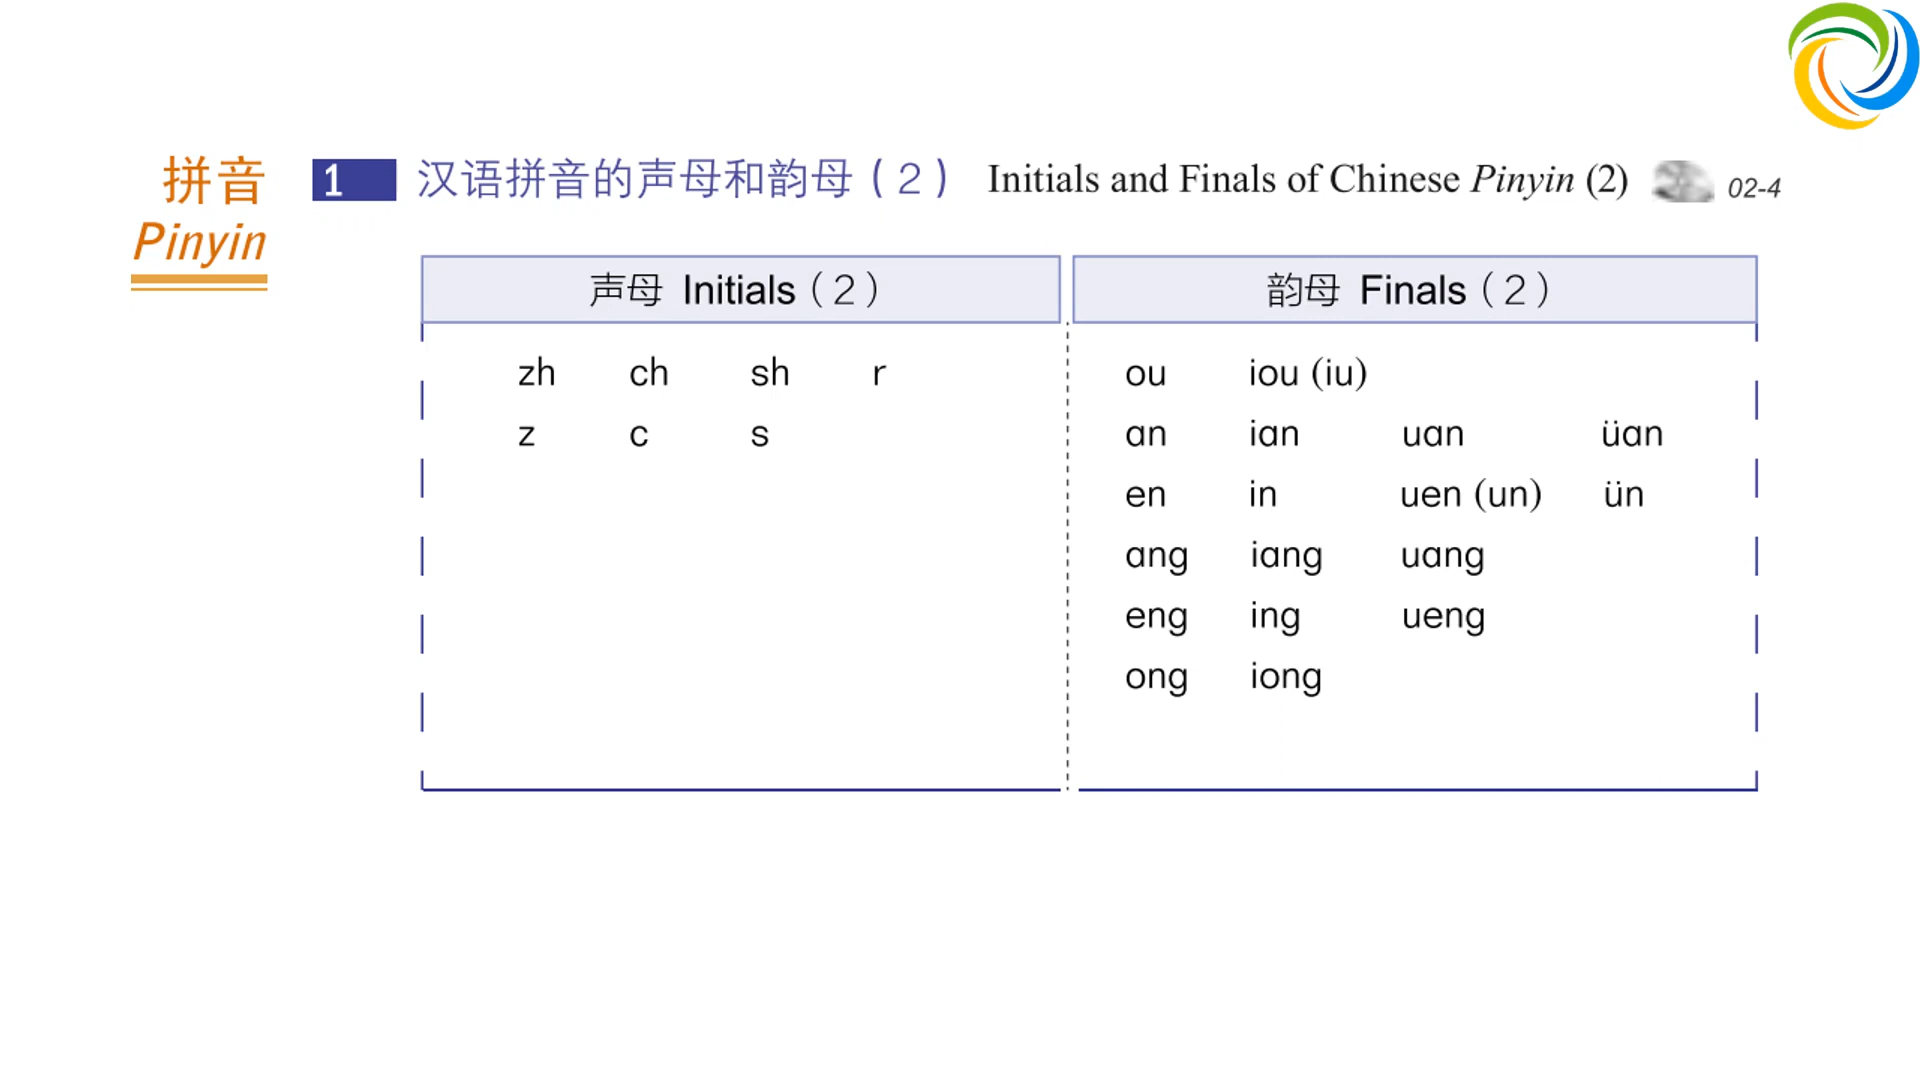 拼音
Pinyin
1 汉语拼音的声母和韵母（2） Initials and Finals of Chinese Pinyin (2) 02-4
声母 Initials（2） 韵母 Finals（2）
zh ch sh r ou iou (iu)
z c s an ian uan üan
en in uen (un) ün
ang iang uang
eng ing ueng
ong iong